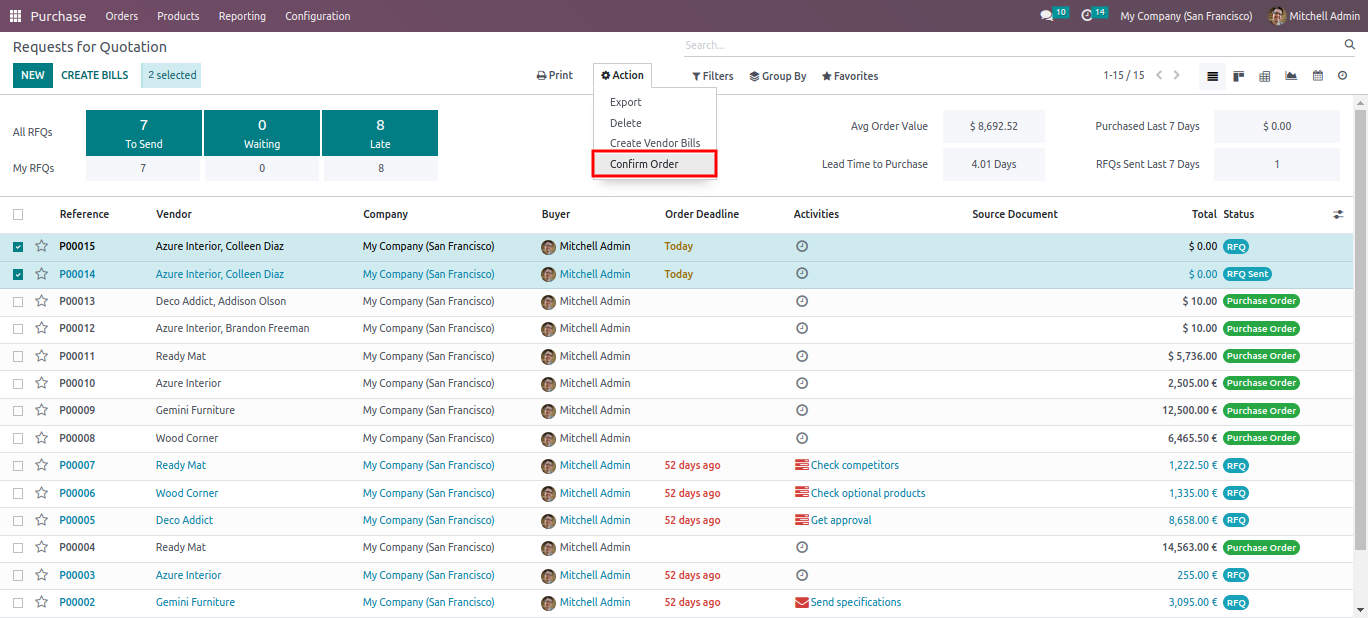 Purchase Orders Products Reporting Configuration 10 14 My Company (San Francisco) Mitchell Admin
Requests for Quotation Search...
NEW CREATE BILLS 2 selected Print Action Filters Group By Favorites 1-15 / 15
Export
Delete
Create Vendor Bills
Confirm Order
All RFQs 7 To Send 0 Waiting 8 Late
My RFQs 7 0 8
Avg Order Value $ 8,692.52 Purchased Last 7 Days $ 0.00
Lead Time to Purchase 4.01 Days RFQs Sent Last 7 Days 1
Reference Vendor Company Buyer Order Deadline Activities Source Document Total Status
P00015 Azure Interior, Colleen Diaz My Company (San Francisco) Mitchell Admin Today $ 0.00 RFQ
P00014 Azure Interior, Colleen Diaz My Company (San Francisco) Mitchell Admin Today $ 0.00 RFQ Sent
P00013 Deco Addict, Addison Olson My Company (San Francisco) Mitchell Admin $ 10.00 Purchase Order
P00012 Azure Interior, Brandon Freeman My Company (San Francisco) Mitchell Admin $ 10.00 Purchase Order
P00011 Ready Mat My Company (San Francisco) Mitchell Admin $ 5,736.00 Purchase Order
P00010 Azure Interior My Company (San Francisco) Mitchell Admin 2,505.00 € Purchase Order
P00009 Gemini Furniture My Company (San Francisco) Mitchell Admin 12,500.00 € Purchase Order
P00008 Wood Corner My Company (San Francisco) Mitchell Admin 6,465.50 € Purchase Order
P00007 Ready Mat My Company (San Francisco) Mitchell Admin 52 days ago Check competitors 1,222.50 € RFQ
P00006 Wood Corner My Company (San Francisco) Mitchell Admin 52 days ago Check optional products 1,335.00 € RFQ
P00005 Deco Addict My Company (San Francisco) Mitchell Admin 52 days ago Get approval 8,658.00 € RFQ
P00004 Ready Mat My Company (San Francisco) Mitchell Admin 14,563.00 € Purchase Order
P00003 Azure Interior My Company (San Francisco) Mitchell Admin 52 days ago 255.00 € RFQ
P00002 Gemini Furniture My Company (San Francisco) Mitchell Admin 52 days ago Send specifications 3,095.00 € RFQ